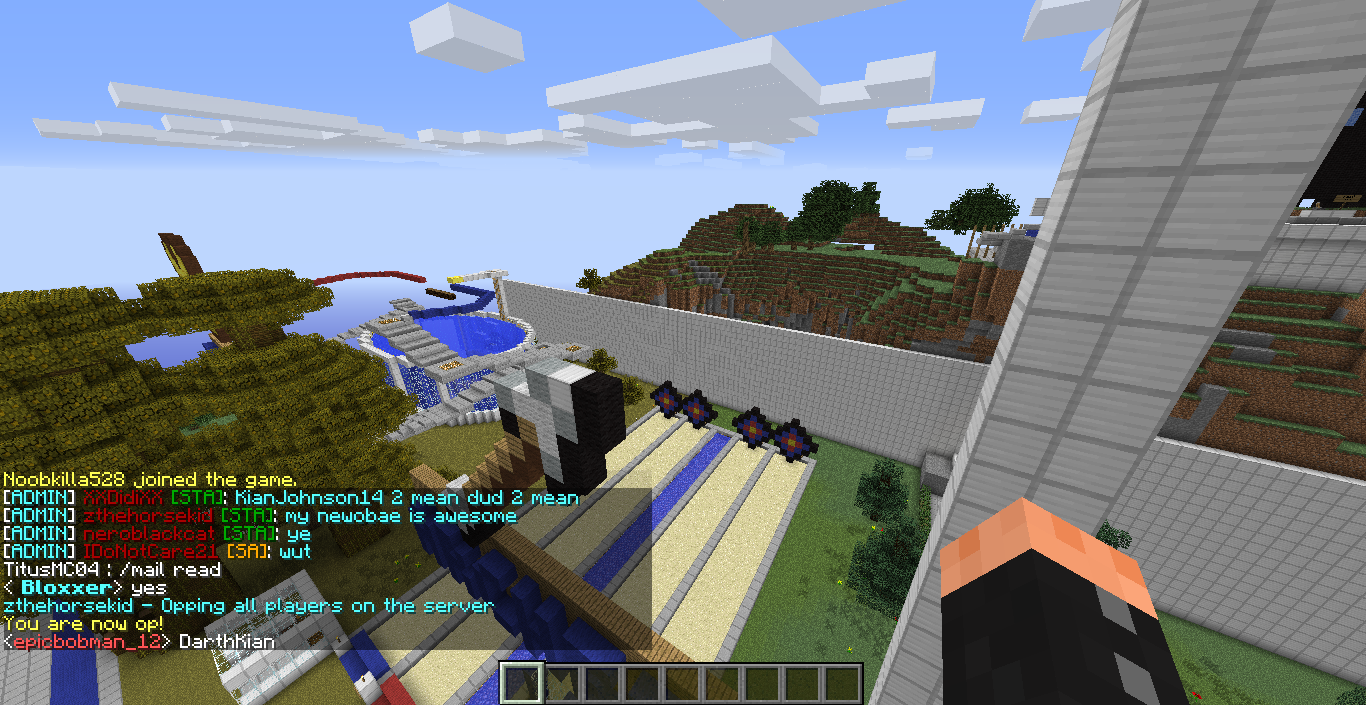 Noobkilla528 joined the game.
[ADMIN] XXDidiXX [STA]: KianJohnson14 2 mean dud 2 mean
[ADMIN] zthehorsekid [STA]: my newobae is awesome
[ADMIN] neroblackcat [STA]: ye
[ADMIN] IDoNotCare21 [SA]: wut
TitusMC04 : /mail read
< Bloxxer> yes
zthehorsekid - Opping all players on the server
You are now op!
<epicbobman_12> DarthKian